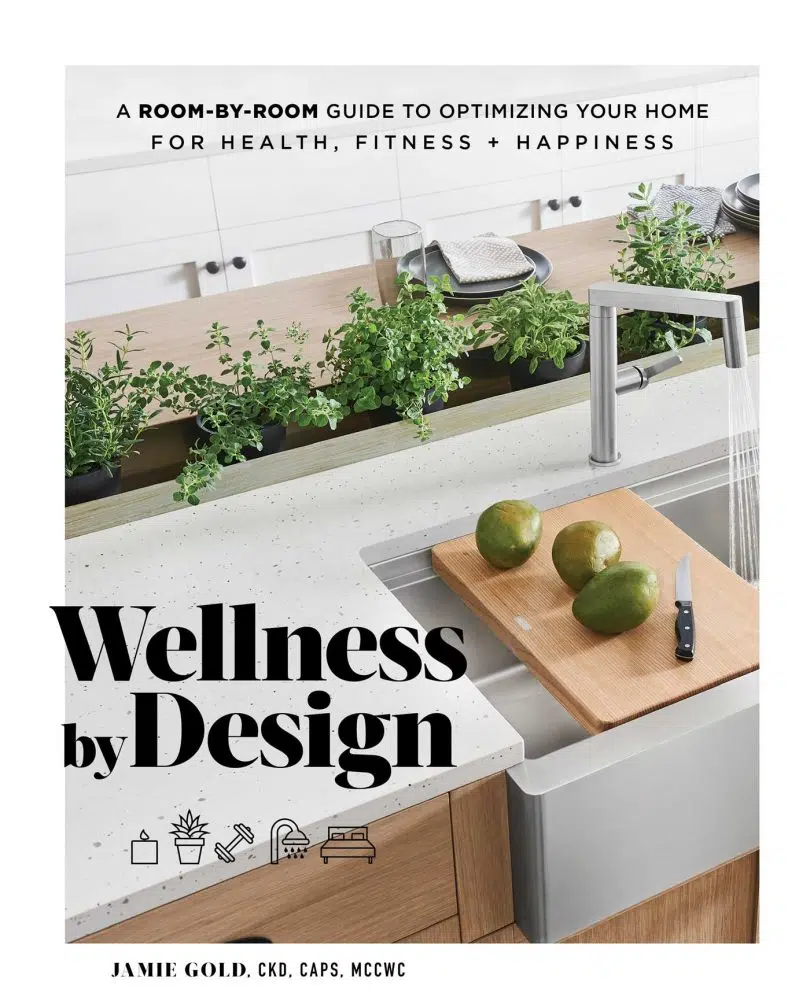 A ROOM-BY-ROOM GUIDE TO OPTIMIZING YOUR HOME
FOR HEALTH, FITNESS + HAPPINESS
Wellness
by Design
JAMIE GOLD, CKD, CAPS, MCCWC